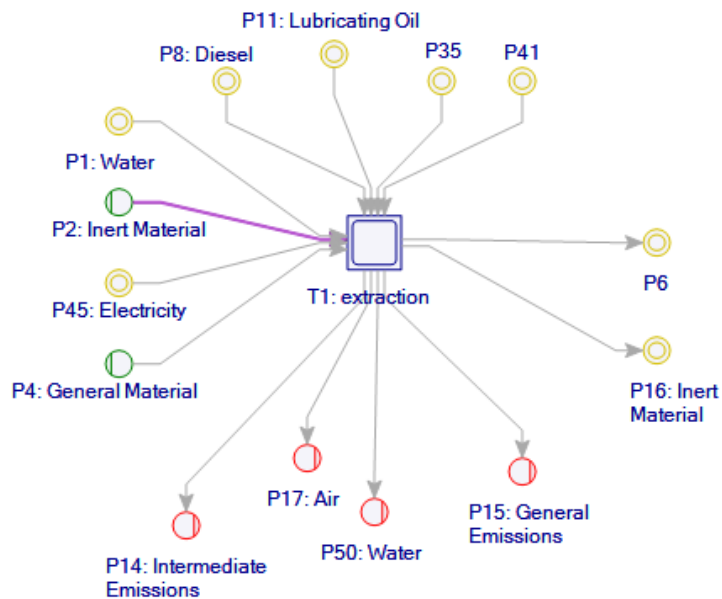 P11: Lubricating Oil
P8: Diesel
P35
P41
P1: Water
P2: Inert Material
P45: Electricity
T1: extraction
P6
P4: General Material
P16: Inert
Material
P17: Air
P15: General
Emissions
P50: Water
P14: Intermediate
Emissions